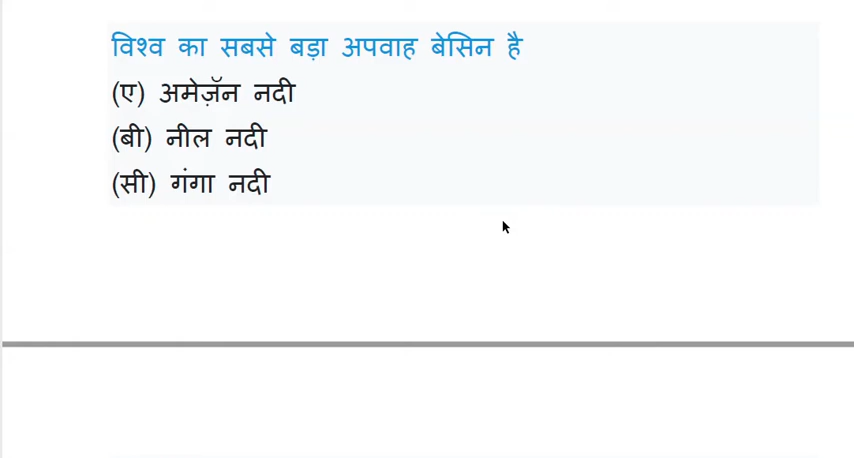 विश्व का सबसे बड़ा अपवाह बेसिन है
(ए) अमेज़ॅन नदी
(बी) नील नदी
(सी) गंगा नदी